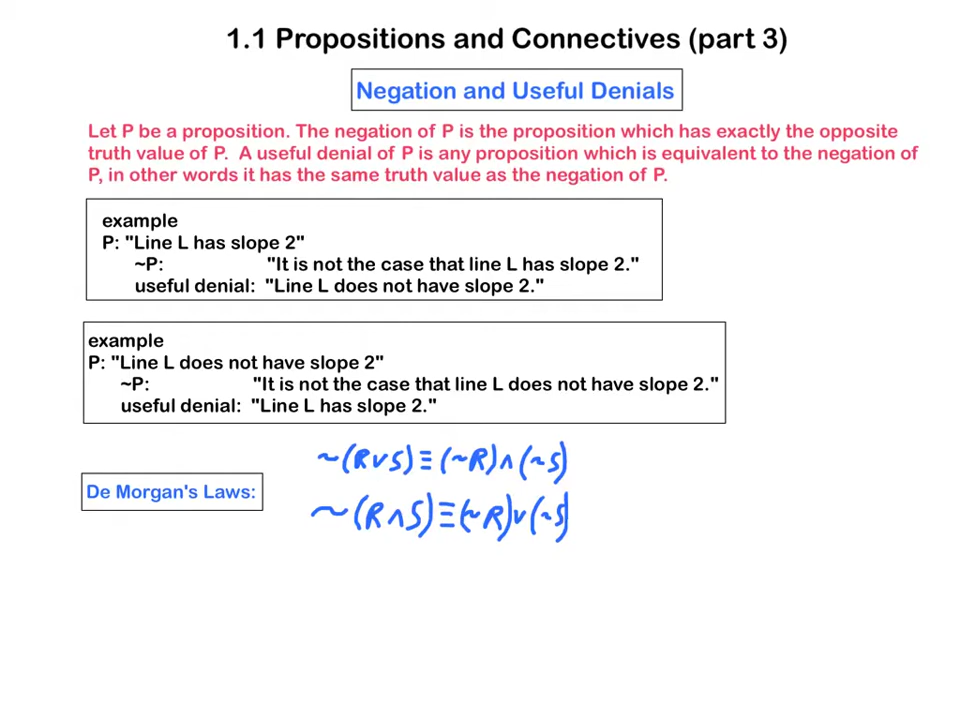 1.1 Propositions and Connectives (part 3)
Negation and Useful Denials
Let P be a proposition. The negation of P is the proposition which has exactly the opposite
truth value of P. A useful denial of P is any proposition which is equivalent to the negation of
P, in other words it has the same truth value as the negation of P.
example
P: "Line L has slope 2"
~P: "It is not the case that line L has slope 2."
useful denial: "Line L does not have slope 2."
example
P: "Line L does not have slope 2"
~P: "It is not the case that line L does not have slope 2."
useful denial: "Line L has slope 2."
~(R∨S)≡(~R)∧(~S)
De Morgan's Laws:
~(R∧S)≡(~R)∨(~S)